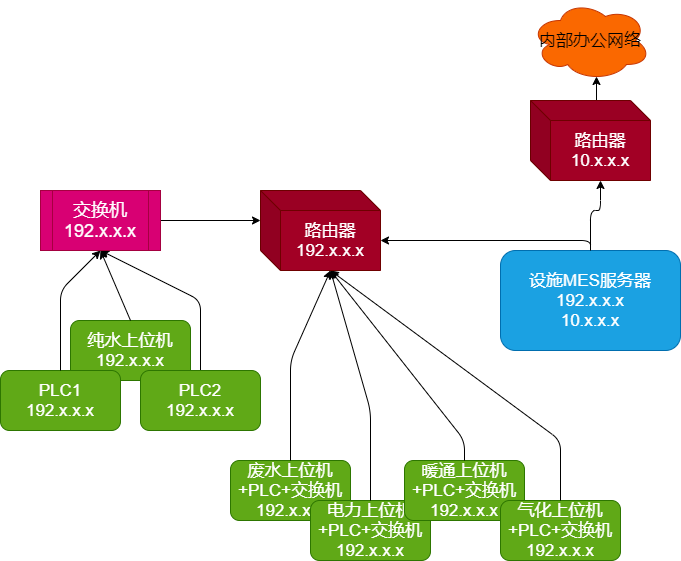 内部办公网络
路由器
10.x.x.x
交换机
192.x.x.x
路由器
192.x.x.x
设施MES服务器
192.x.x.x
10.x.x.x
纯水上位机
192.x.x.x
PLC1
192.x.x.x
PLC2
192.x.x.x
废水上位机
+PLC+交换机
192.x.x
电力上位机
+PLC+交换机
192.x.x.x
暖通上位机
+PLC+交换机
192.x.x.x
气化上位机
+PLC+交换机
192.x.x.x